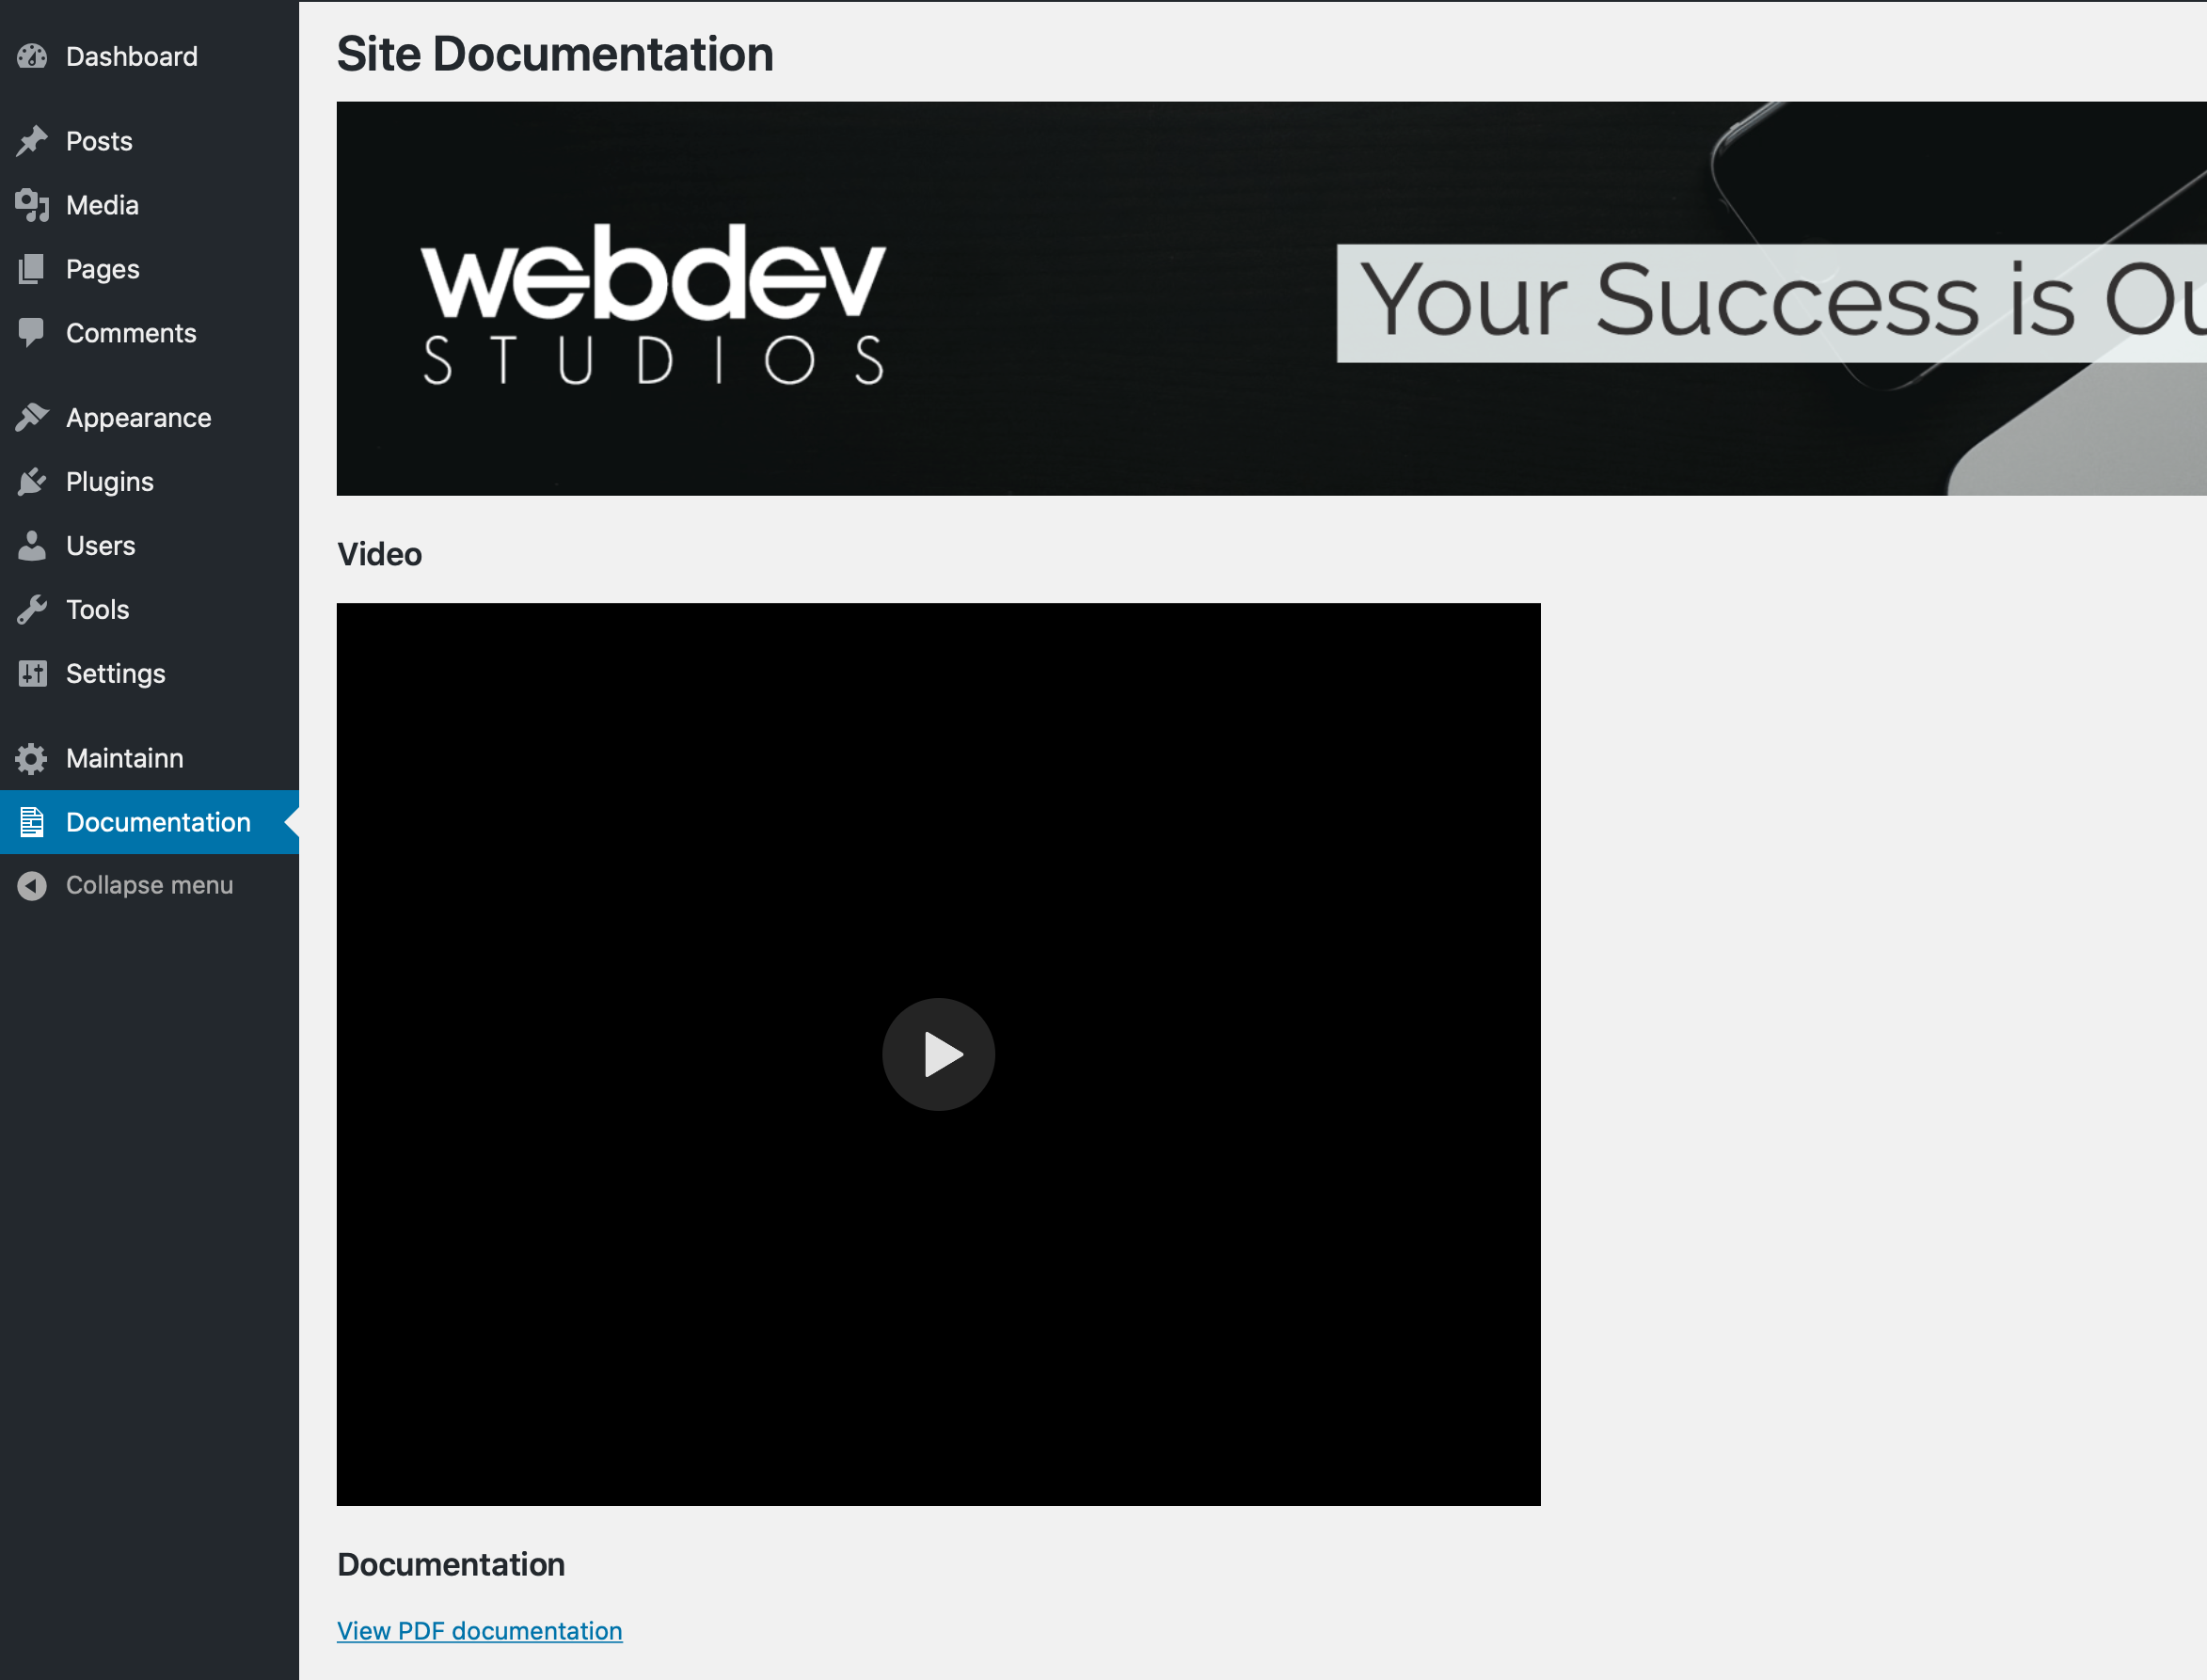 Dashboard
Posts
Media
Pages
Comments
Appearance
Plugins
Users
Tools
Settings
Maintainn
Documentation
Collapse menu
Site Documentation
webdev
STUDIOS
Your Success is Ou
Video
Documentation
View PDF documentation